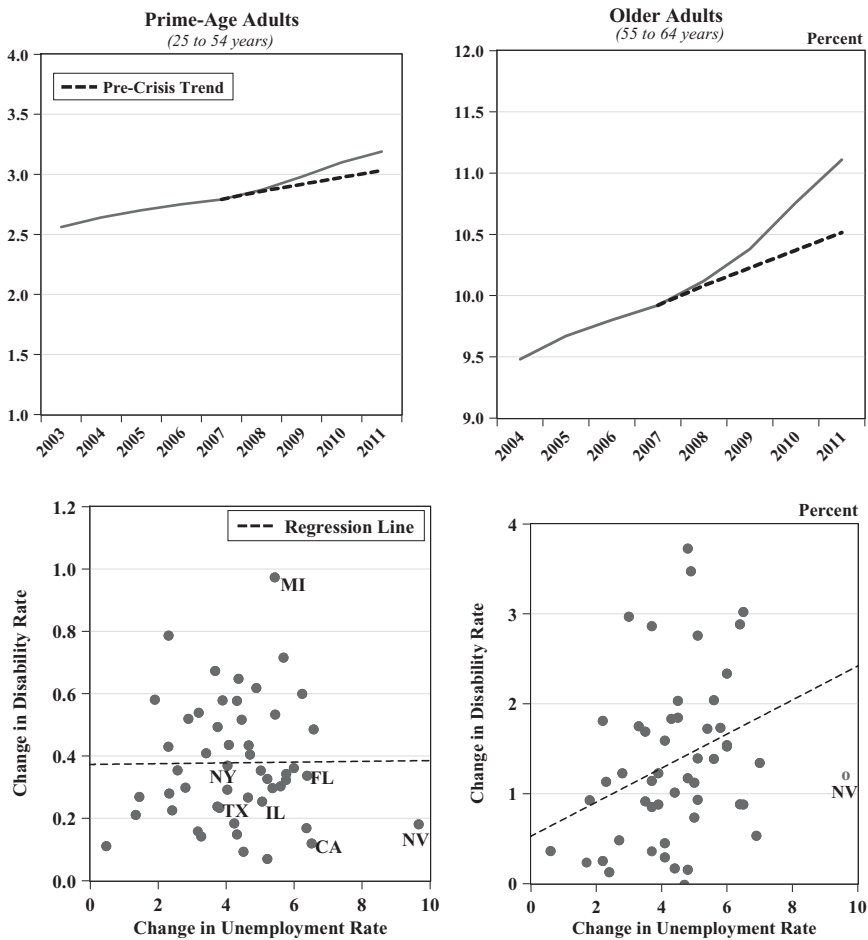 Prime-Age Adults
(25 to 54 years)
4.0
3.5
3.0
2.5
2.0
1.5
1.0
Pre-Crisis Trend
2003 2004 2005 2006 2007 2008 2009 2010 2011
Older Adults
(55 to 64 years)
Percent
12.0
11.5
11.0
10.5
10.0
9.5
9.0
2004 2005 2006 2007 2008 2009 2010 2011
Change in Disability Rate
1.2
1.0
0.8
0.6
0.4
0.2
0.0
Regression Line
MI
NY
FL
TX
IL
CA
NV
0 2 4 6 8 10
Change in Unemployment Rate
Percent
Change in Disability Rate
4
3
2
1
0
NV
0 2 4 6 8 10
Change in Unemployment Rate